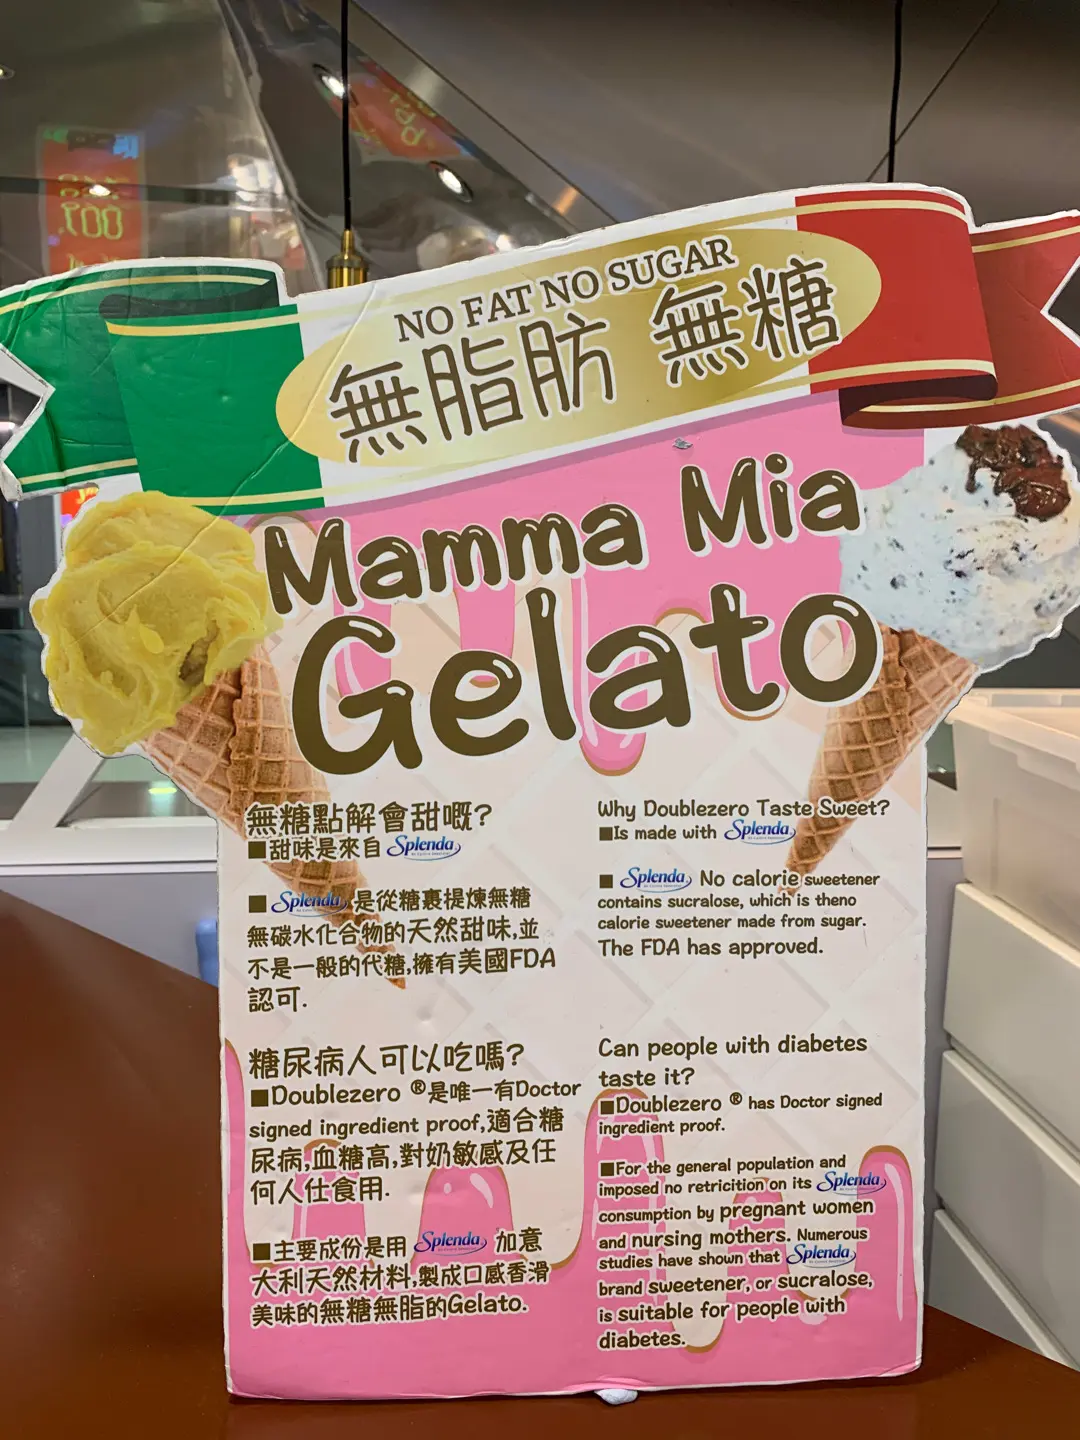 NO FAT NO SUGAR
無脂肪 無糖
Mamma Mia
Gelato
無糖點解會甜嘅?
■甜味是來自 Splenda
■ Splenda 是從糖裏提煉無糖
無碳水化合物的天然甜味,並
不是一般的代糖,擁有美國FDA
認可.
糖尿病人可以吃嗎?
■Doublezero ®是唯一有Doctor
signed ingredient proof,適合糖
尿病,血糖高,對奶敏感及任
何人仕食用.
■主要成份是用 Splenda 加意
大利天然材料,製成口感香滑
美味的無糖無脂的Gelato.
Why Doublezero Taste Sweet?
■Is made with Splenda
■ Splenda No calorie sweetener
contains sucralose, which is theno
calorie sweetener made from sugar.
The FDA has approved.
Can people with diabetes
taste it?
■Doublezero ® has Doctor signed
ingredient proof.
■For the general population and
imposed no retricition on its Splenda
consumption by pregnant women
and nursing mothers. Numerous
studies have shown that Splenda
brand sweetener, or sucralose,
is suitable for people with
diabetes.